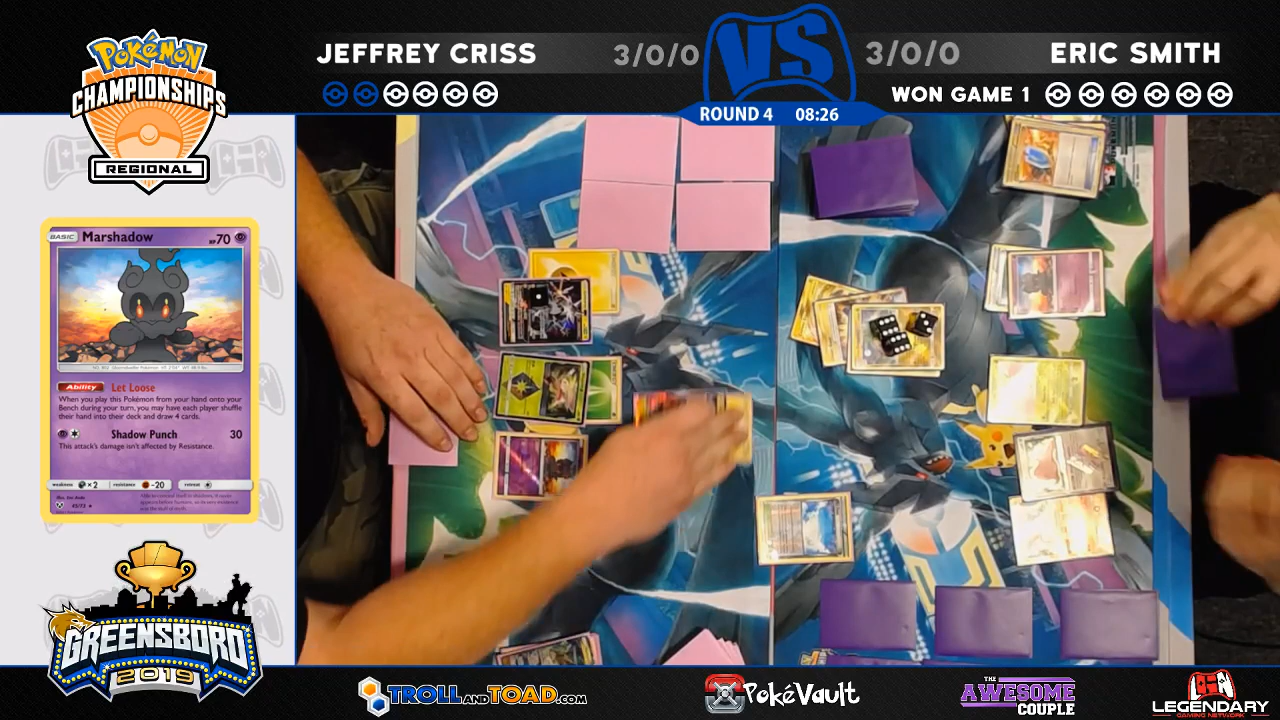 Pokémon
CHAMPIONSHIPS
REGIONAL
JEFFREY CRISS
3/0/0
VS
3/0/0
ERIC SMITH
WON GAME 1
ROUND 4 08:26
BASIC Marshadow HP70
Ability Let Loose
When you play this Pokémon from your hand onto your
Bench during your turn, you may have each player shuffle
their hand into their deck and draw 4 cards.
Shadow Punch 30
This attack's damage isn't affected by Resistance.
weakness ×2 resistance -20 retreat
GREENSBORO
2019
TROLL AND TOAD.COM
PokéVault
THE
AWESOME
COUPLE
LEGENDARY
GAMING NETWORK